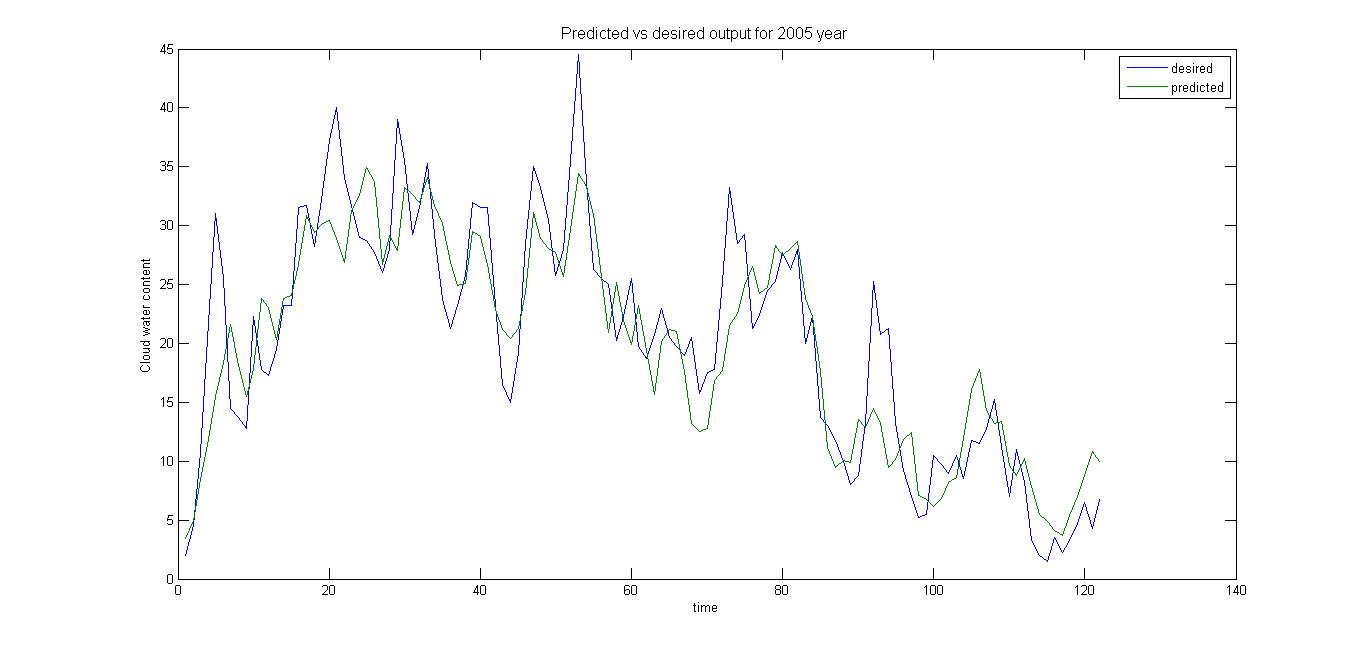 Predicted vs desired output for 2005 year
desired
predicted
Cloud water content
45
40
35
30
25
20
15
10
5
0
0 20 40 60 80 100 120 140
time